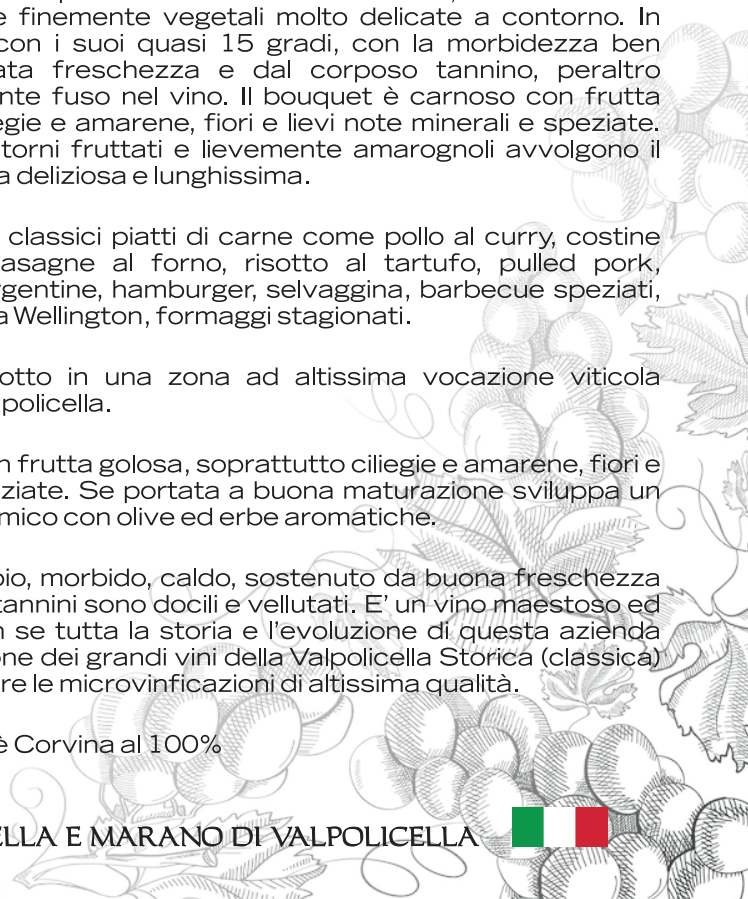 e finemente vegetali molto delicate a contorno. In
con i suoi quasi 15 gradi, con la morbidezza ben
ata freschezza e dal corposo tannino, peraltro
nte fuso nel vino. Il bouquet è carnoso con frutta
egie e amarene, fiori e lievi note minerali e speziate.
torni fruttati e lievemente amarognoli avvolgono il
a deliziosa e lunghissima.
classici piatti di carne come pollo al curry, costine
asagne al forno, risotto al tartufo, pulled pork,
rgentine, hamburger, selvaggina, barbecue speziati,
a Wellington, formaggi stagionati.
otto in una zona ad altissima vocazione viticola
policella.
n frutta golosa, soprattutto ciliegie e amarene, fiori e
ziate. Se portata a buona maturazione sviluppa un
mico con olive ed erbe aromatiche.
pio, morbido, caldo, sostenuto da buona freschezza
tannini sono docili e vellutati. E' un vino maestoso ed
n se tutta la storia e l'evoluzione di questa azienda
one dei grandi vini della Valpolicella Storica (classica)
re le microvinficazioni di altissima qualità.
è Corvina al 100%
ELLA E MARANO DI VALPOLICELLA